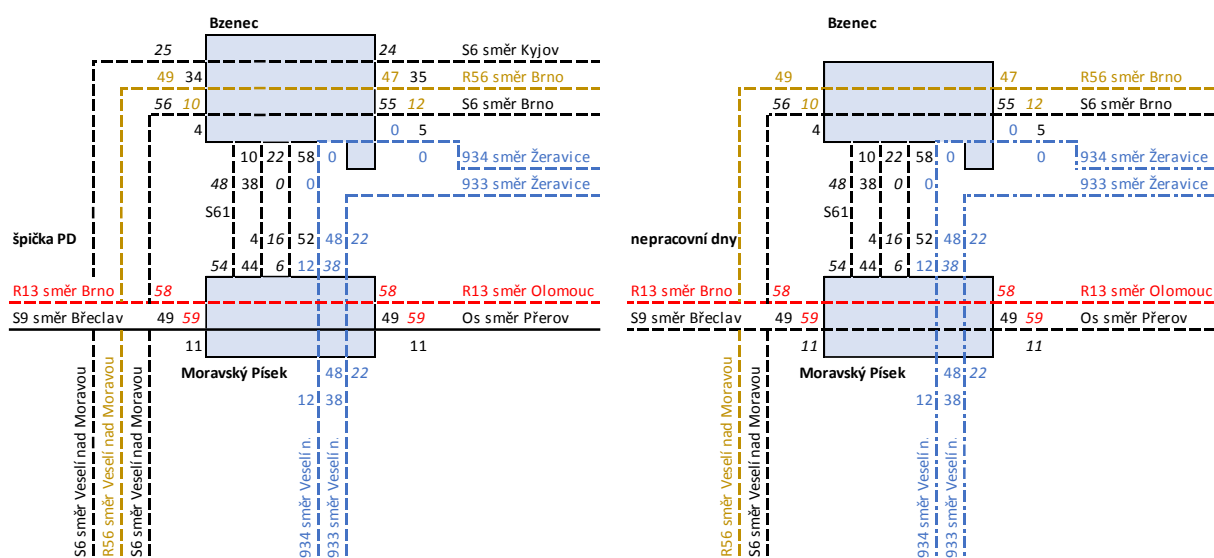 Bzenec
25 24 S6 směr Kyjov
49 34 47 35 R56 směr Brno
56 10 55 12 S6 směr Brno
4 0 5
10 22 58 0 0 934 směr Žeravice
48 38 0 0 933 směr Žeravice
S61
špička PD 4 16 52 48 22
54 44 6 12 38
R13 směr Brno 58 58 R13 směr Olomouc
S9 směr Břeclav 49 59 49 59 Os směr Přerov
11 11
Moravský Písek 48 22
12 38
S6 směr Veselí nad Moravou
R56 směr Veselí nad Moravou
S6 směr Veselí nad Moravou
934 směr Veselí n.
933 směr Veselí n.
Bzenec
49 47 R56 směr Brno
56 10 55 12 S6 směr Brno
4 0 5
10 22 58 0 0 934 směr Žeravice
48 38 0 0 933 směr Žeravice
S61
nepracovní dny 4 16 52 48 22
54 44 6 12 38
R13 směr Brno 58 58 R13 směr Olomouc
S9 směr Břeclav 49 59 49 59 Os směr Přerov
11 11
Moravský Písek 48 22
12 38
R56 směr Veselí nad Moravou
S6 směr Veselí nad Moravou
934 směr Veselí n.
933 směr Veselí n.